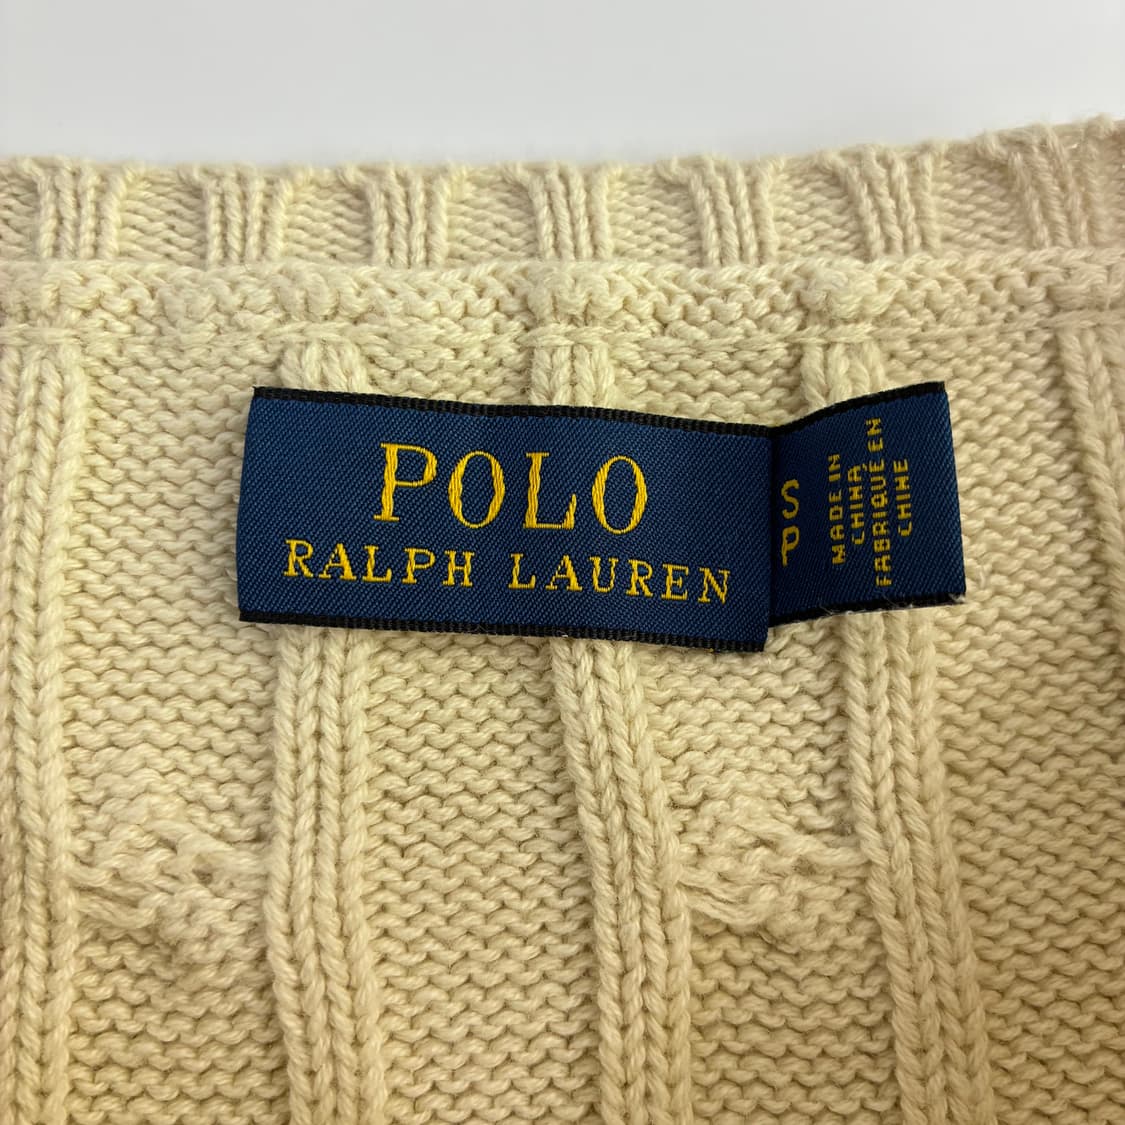 POLO
RALPH LAUREN
S
P
MADE IN
CHINA
FABRIQUÉ EN
CHINE